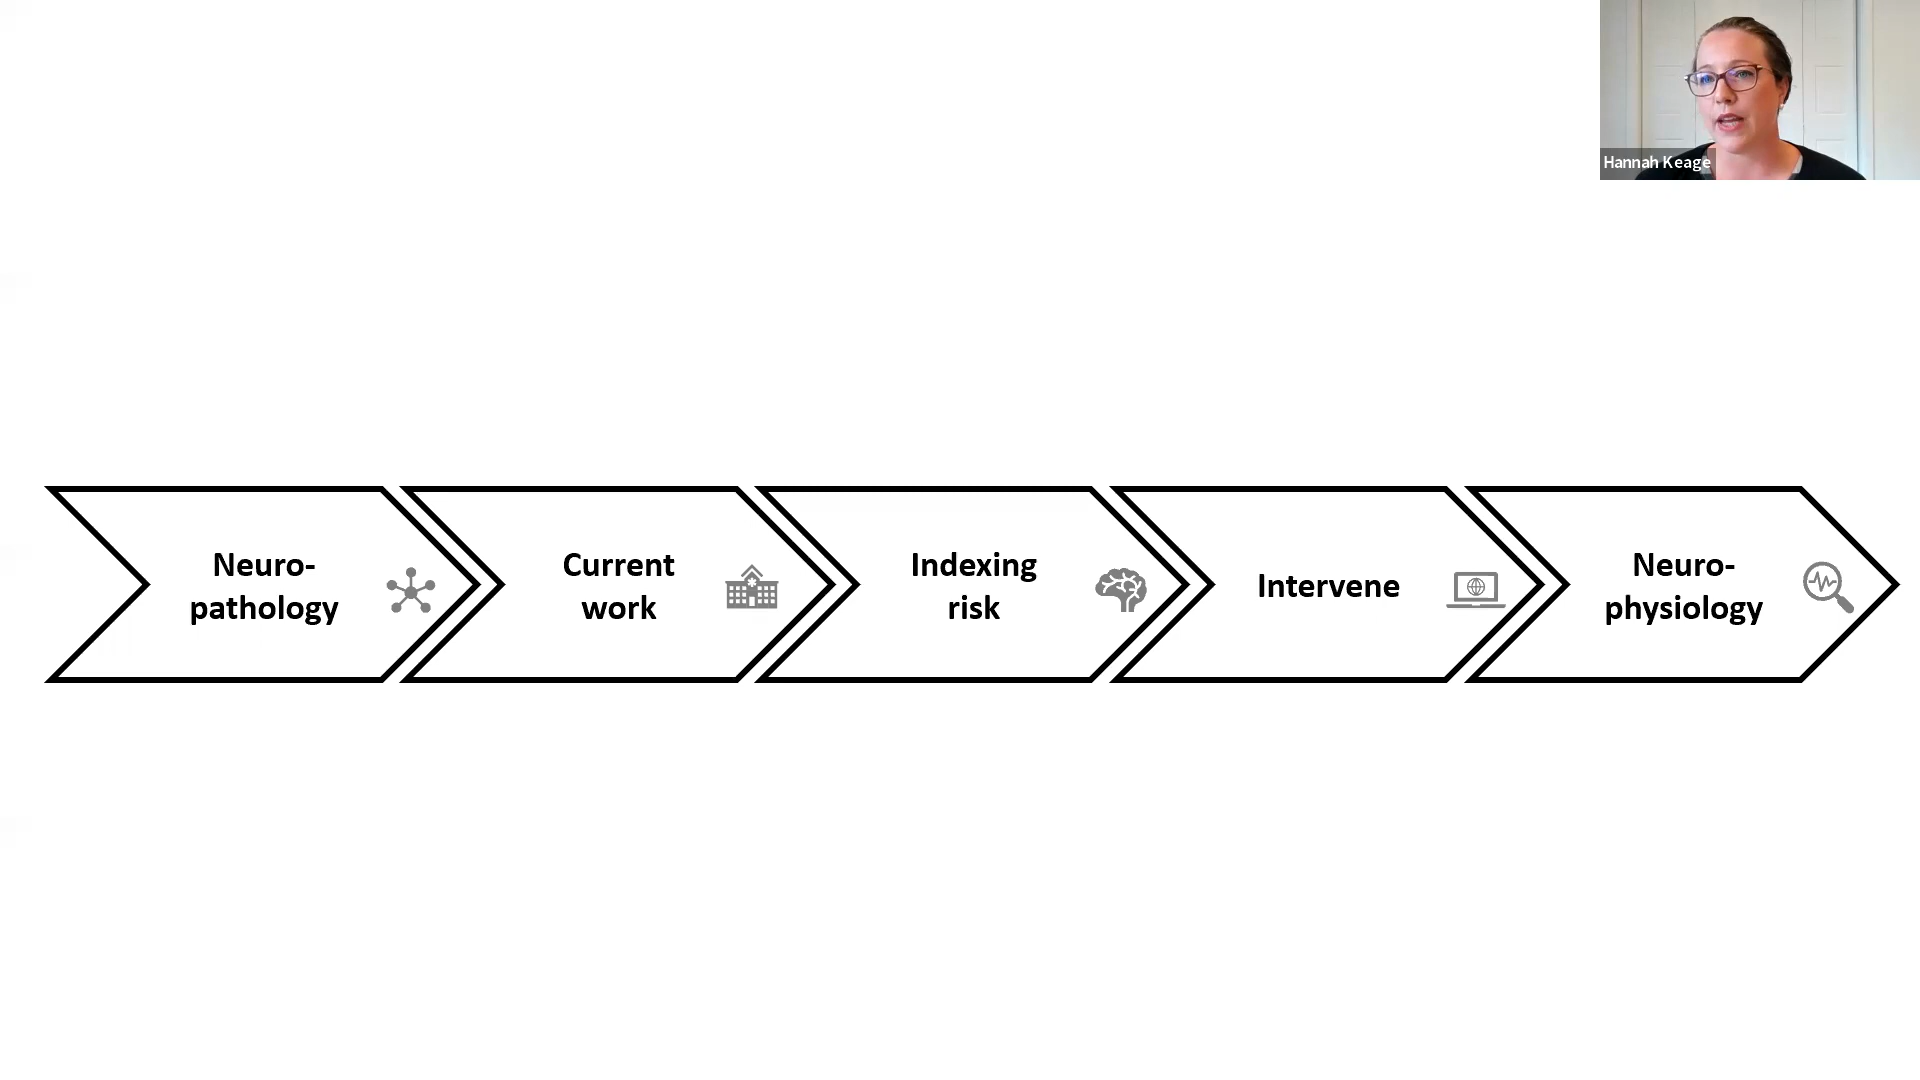 Hannah Keage
Neuro-
pathology
Current
work
Indexing
risk
Intervene
Neuro-
physiology